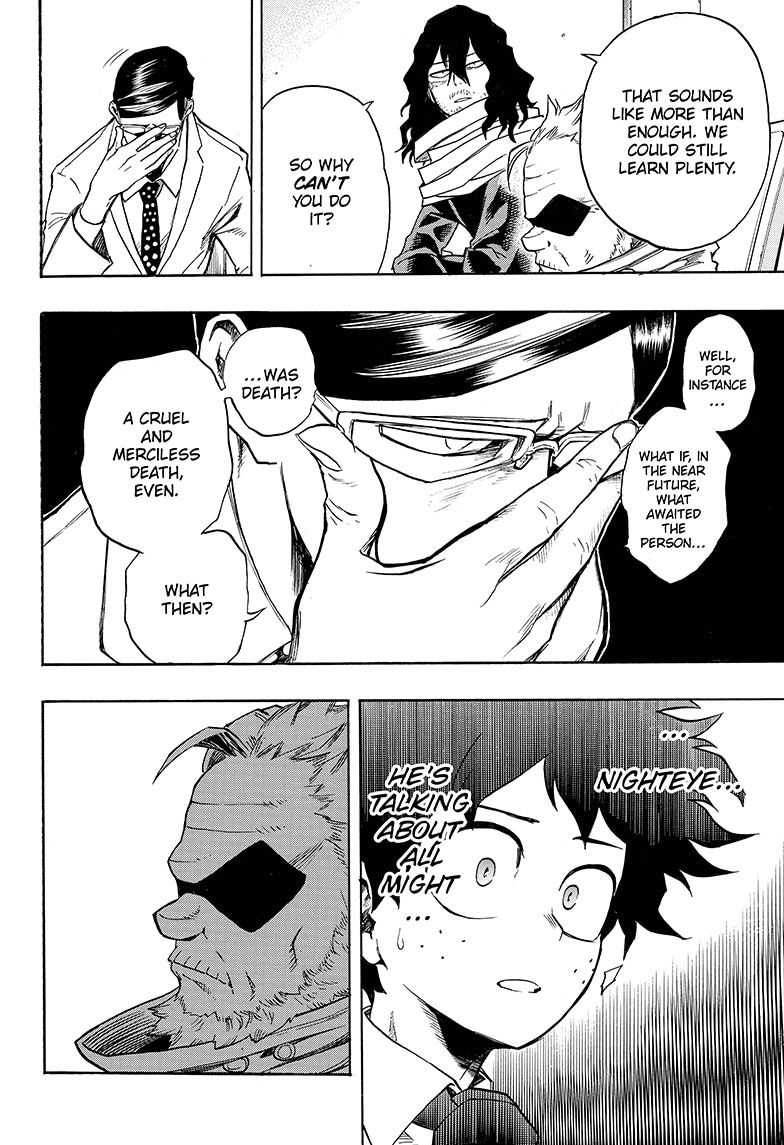 THAT SOUNDS
LIKE MORE THAN
ENOUGH. WE
COULD STILL
LEARN PLENTY.
SO WHY
CAN'T
YOU DO
IT?
WELL,
FOR
INSTANCE
...
WHAT IF, IN
THE NEAR
FUTURE,
WHAT
AWAITED
THE
PERSON...
...WAS
DEATH?
A CRUEL
AND
MERCILESS
DEATH,
EVEN.
WHAT
THEN?
...
NIGHTEYE...
HE'S
TALKING
ABOUT
ALL
MIGHT
...